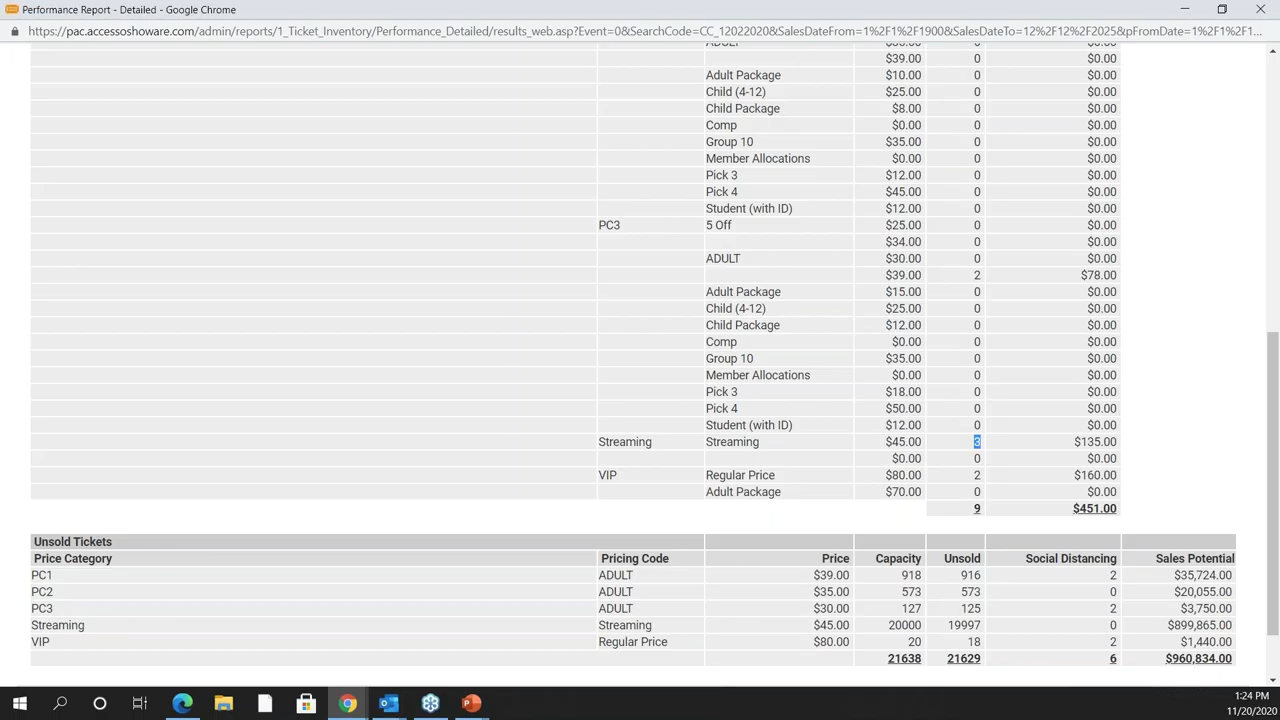 Performance Report - Detailed - Google Chrome
https://pac.accessoshoware.com/admin/reports/1_Ticket_Inventory/Performance_Detailed/results_web.asp?Event=0&SearchCode=CC_12022020&SalesDateFrom=1%2F1%2F1900&SalesDateTo=12%2F12%2F2025&pFromDate=1%2F1%2F1...
$39.00 0 $0.00
Adult Package $10.00 0 $0.00
Child (4-12) $25.00 0 $0.00
Child Package $8.00 0 $0.00
Comp $0.00 0 $0.00
Group 10 $35.00 0 $0.00
Member Allocations $0.00 0 $0.00
Pick 3 $12.00 0 $0.00
Pick 4 $45.00 0 $0.00
Student (with ID) $12.00 0 $0.00
PC3 5 Off $25.00 0 $0.00
$34.00 0 $0.00
ADULT $30.00 0 $0.00
$39.00 2 $78.00
Adult Package $15.00 0 $0.00
Child (4-12) $25.00 0 $0.00
Child Package $12.00 0 $0.00
Comp $0.00 0 $0.00
Group 10 $35.00 0 $0.00
Member Allocations $0.00 0 $0.00
Pick 3 $18.00 0 $0.00
Pick 4 $50.00 0 $0.00
Student (with ID) $12.00 0 $0.00
Streaming Streaming $45.00 3 $135.00
$0.00 0 $0.00
VIP Regular Price $80.00 2 $160.00
Adult Package $70.00 0 $0.00
9 $451.00
Unsold Tickets
Price Category Pricing Code Price Capacity Unsold Social Distancing Sales Potential
PC1 ADULT $39.00 918 916 2 $35,724.00
PC2 ADULT $35.00 573 573 0 $20,055.00
PC3 ADULT $30.00 127 125 2 $3,750.00
Streaming Streaming $45.00 20000 19997 0 $899,865.00
VIP Regular Price $80.00 20 18 2 $1,440.00
21638 21629 6 $960,834.00
1:24 PM
11/20/2020